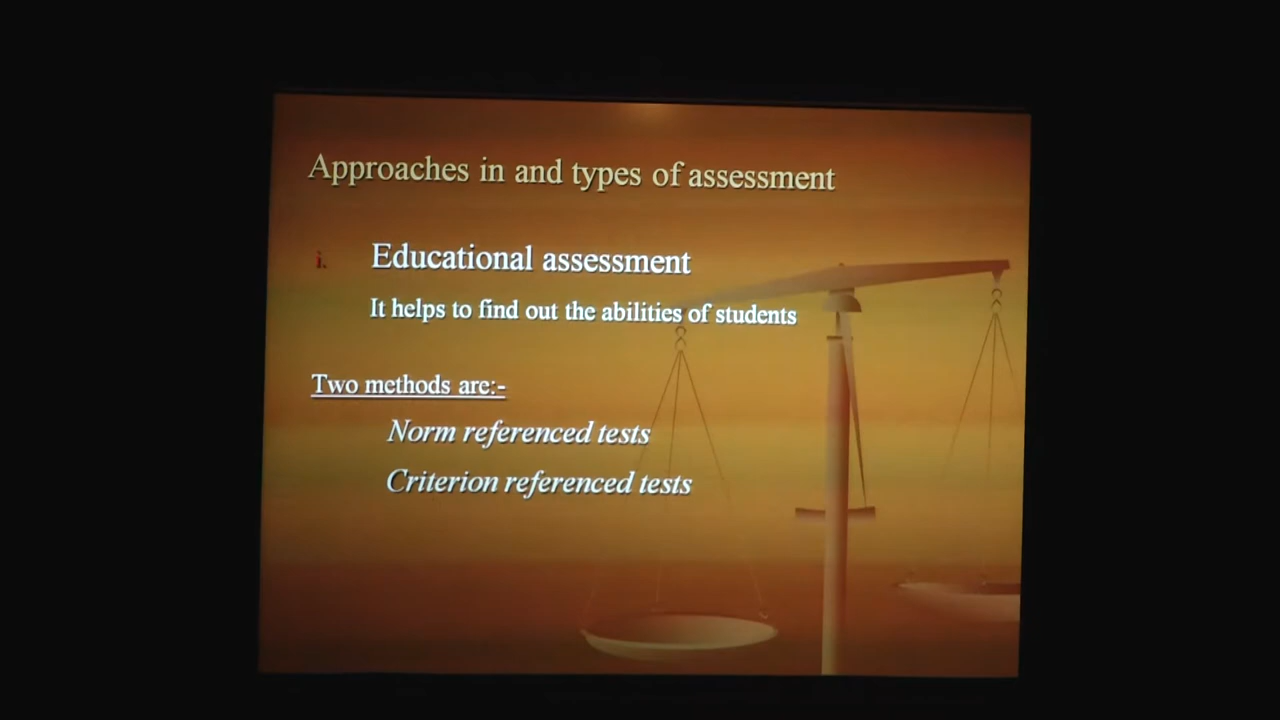 Approaches in and types of assessment
i. Educational assessment
It helps to find out the abilities of students
Two methods are:-
Norm referenced tests
Criterion referenced tests